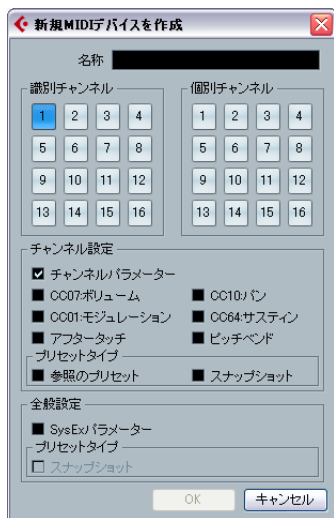 新規MIDIデバイスを作成
名称
識別チャンネル
個別チャンネル
1 2 3 4 1 2 3 4
5 6 7 8 5 6 7 8
9 10 11 12 9 10 11 12
13 14 15 16 13 14 15 16
チャンネル設定
チャンネルパラメーター
CC07:ボリューム CC10:パン
CC01:モジュレーション CC64:サスティン
アフタータッチ ピッチベンド
プリセットタイプ
参照のプリセット スナップショット
全般設定
SysExパラメーター
プリセットタイプ
スナップショット
OK キャンセル